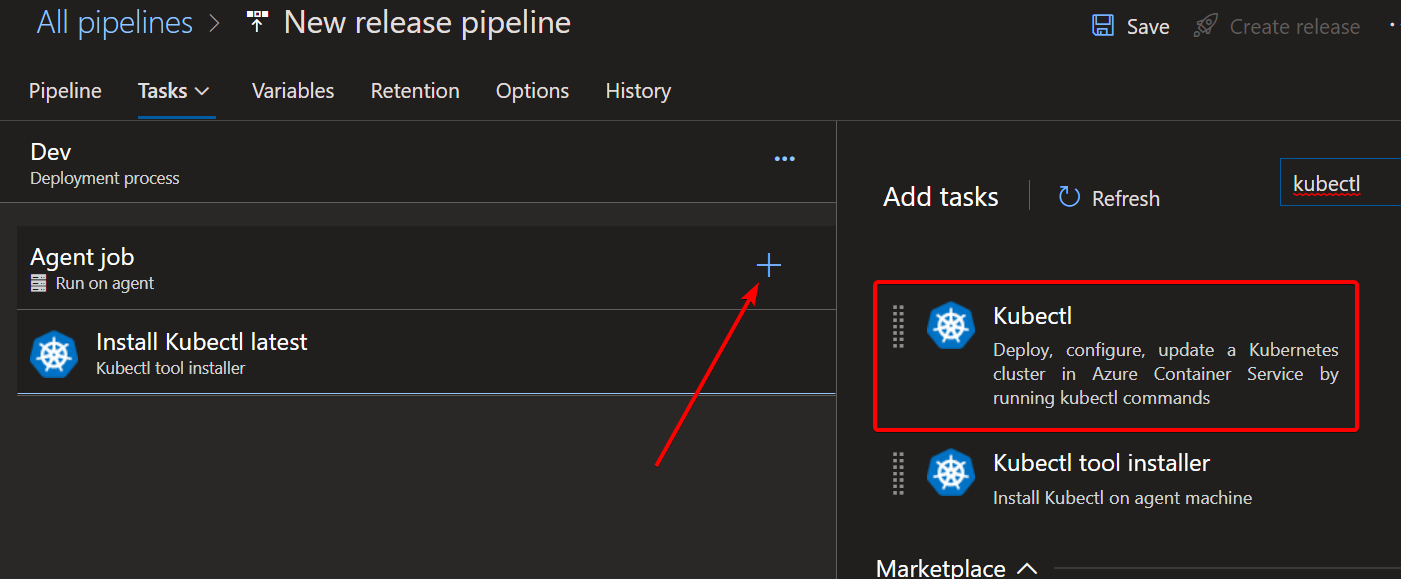 All pipelines > New release pipeline
Save
Create release
Pipeline
Tasks
Variables
Retention
Options
History
Dev
Deployment process
Agent job
Run on agent
Install Kubectl latest
Kubectl tool installer
Add tasks
Refresh
kubectl
Kubectl
Deploy, configure, update a Kubernetes
cluster in Azure Container Service by
running kubectl commands
Kubectl tool installer
Install Kubectl on agent machine
Marketplace